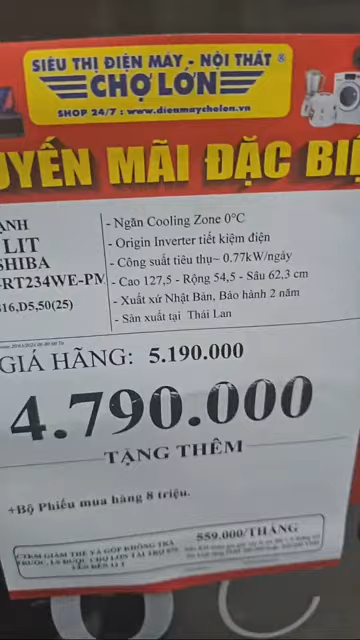 SIÊU THỊ ĐIỆN MÁY - NỘI THẤT ®
CHỢ LỚN
SHOP 24/7 : www.dienmaycholon.vn
UYẾN MÃI ĐẶC BIỆ
ẠNH
LIT
SHIBA
-RT234WE-PM
316,D5,50(25)
- Ngăn Cooling Zone 0°C
- Origin Inverter tiết kiệm điện
- Công suất tiêu thụ~ 0.77kW/ngày
- Cao 127,5 - Rộng 54,5 - Sâu 62,3 cm
- Xuất xứ Nhật Bản, Bảo hành 2 năm
- Sản xuất tại Thái Lan
GIÁ HÃNG: 5.190.000
4.790.000
TẶNG THÊM
+Bộ Phiếu mua hàng 8 triệu.
559.000/THÁNG